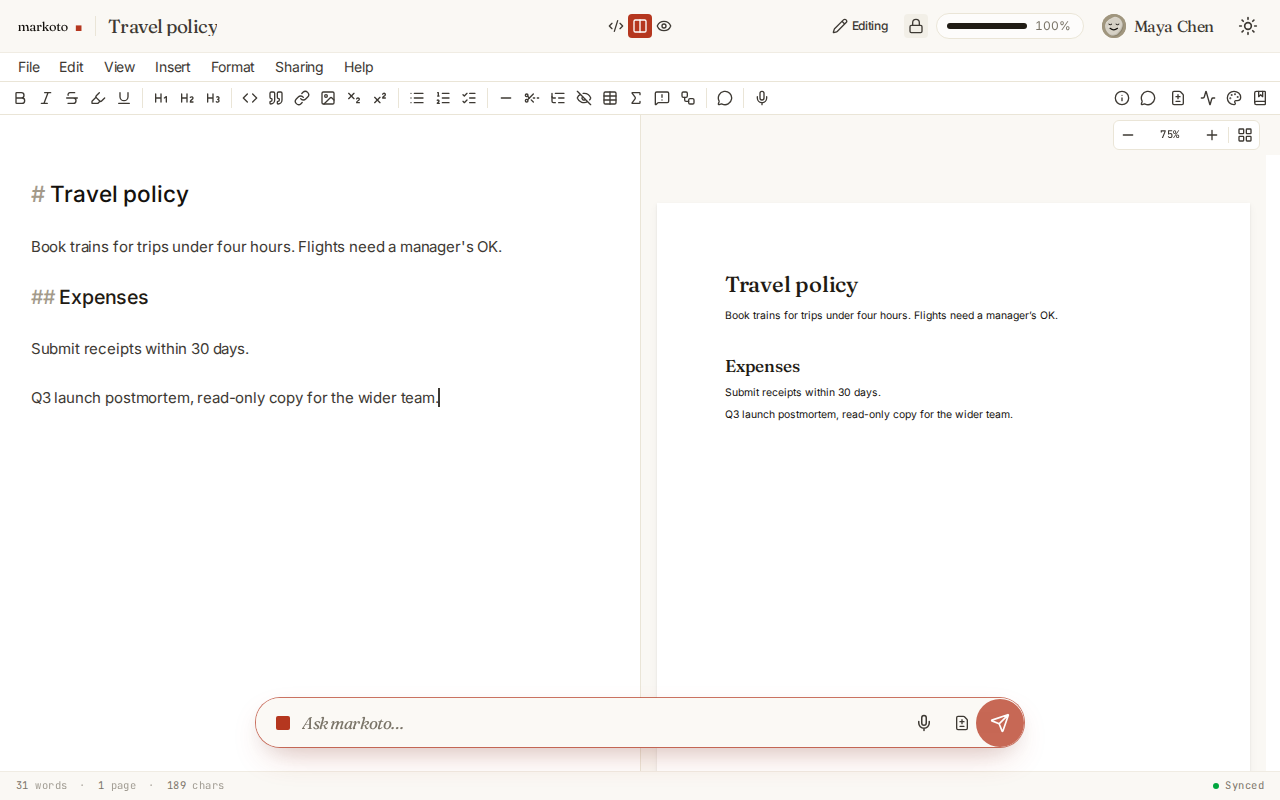 markoto
Travel policy
Editing
100%
Maya Chen
File Edit View Insert Format Sharing Help
H1 H2 H3
75%
# Travel policy
Book trains for trips under four hours. Flights need a manager's OK.
## Expenses
Submit receipts within 30 days.
Q3 launch postmortem, read-only copy for the wider team.
Travel policy
Book trains for trips under four hours. Flights need a manager’s OK.
Expenses
Submit receipts within 30 days.
Q3 launch postmortem, read-only copy for the wider team.
Ask markoto...
31 words · 1 page · 189 chars
Synced